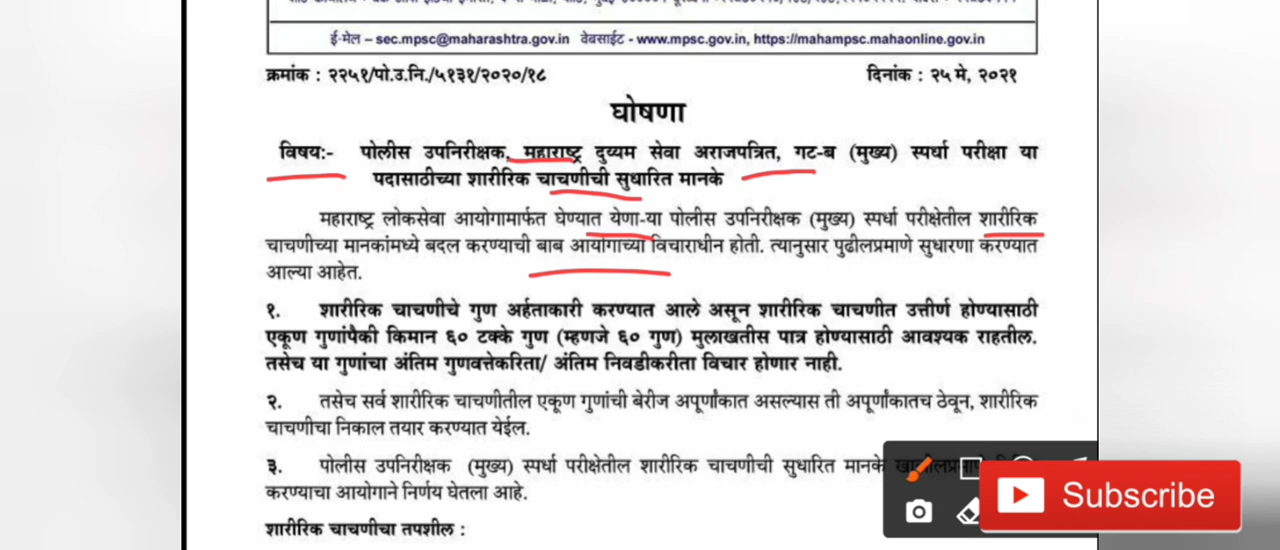 ई-मेल – sec.mpsc@maharashtra.gov.in वेबसाईट - www.mpsc.gov.in, https://mahampsc.mahaonline.gov.in
क्रमांक : २२५१/पो.उ.नि./५१३१/२०२०/१८ दिनांक : २५ मे, २०२१
घोषणा
विषय:- पोलीस उपनिरीक्षक, महाराष्ट्र दुय्यम सेवा अराजपत्रित, गट-ब (मुख्य) स्पर्धा परीक्षा या
पदासाठीच्या शारीरिक चाचणीची सुधारित मानके
महाराष्ट्र लोकसेवा आयोगामार्फत घेण्यात येणा-या पोलीस उपनिरीक्षक (मुख्य) स्पर्धा परीक्षेतील शारीरिक
चाचणीच्या मानकांमध्ये बदल करण्याची बाब आयोगाच्या विचाराधीन होती. त्यानुसार पुढीलप्रमाणे सुधारणा करण्यात
आल्या आहेत.
१. शारीरिक चाचणीचे गुण अर्हताकारी करण्यात आले असून शारीरिक चाचणीत उत्तीर्ण होण्यासाठी
एकूण गुणांपैकी किमान ६० टक्के गुण (म्हणजे ६० गुण) मुलाखतीस पात्र होण्यासाठी आवश्यक राहतील.
तसेच या गुणांचा अंतिम गुणवत्तेकरिता/ अंतिम निवडीकरीता विचार होणार नाही.
२. तसेच सर्व शारीरिक चाचणीतील एकूण गुणांची बेरीज अपूर्णांकात असल्यास ती अपूर्णांकातच ठेवून, शारीरिक
चाचणीचा निकाल तयार करण्यात येईल.
३. पोलीस उपनिरीक्षक (मुख्य) स्पर्धा परीक्षेतील शारीरिक चाचणीची सुधारित मानके
करण्याचा आयोगाने निर्णय घेतला आहे.
Subscribe
शारीरिक चाचणीचा तपशील :